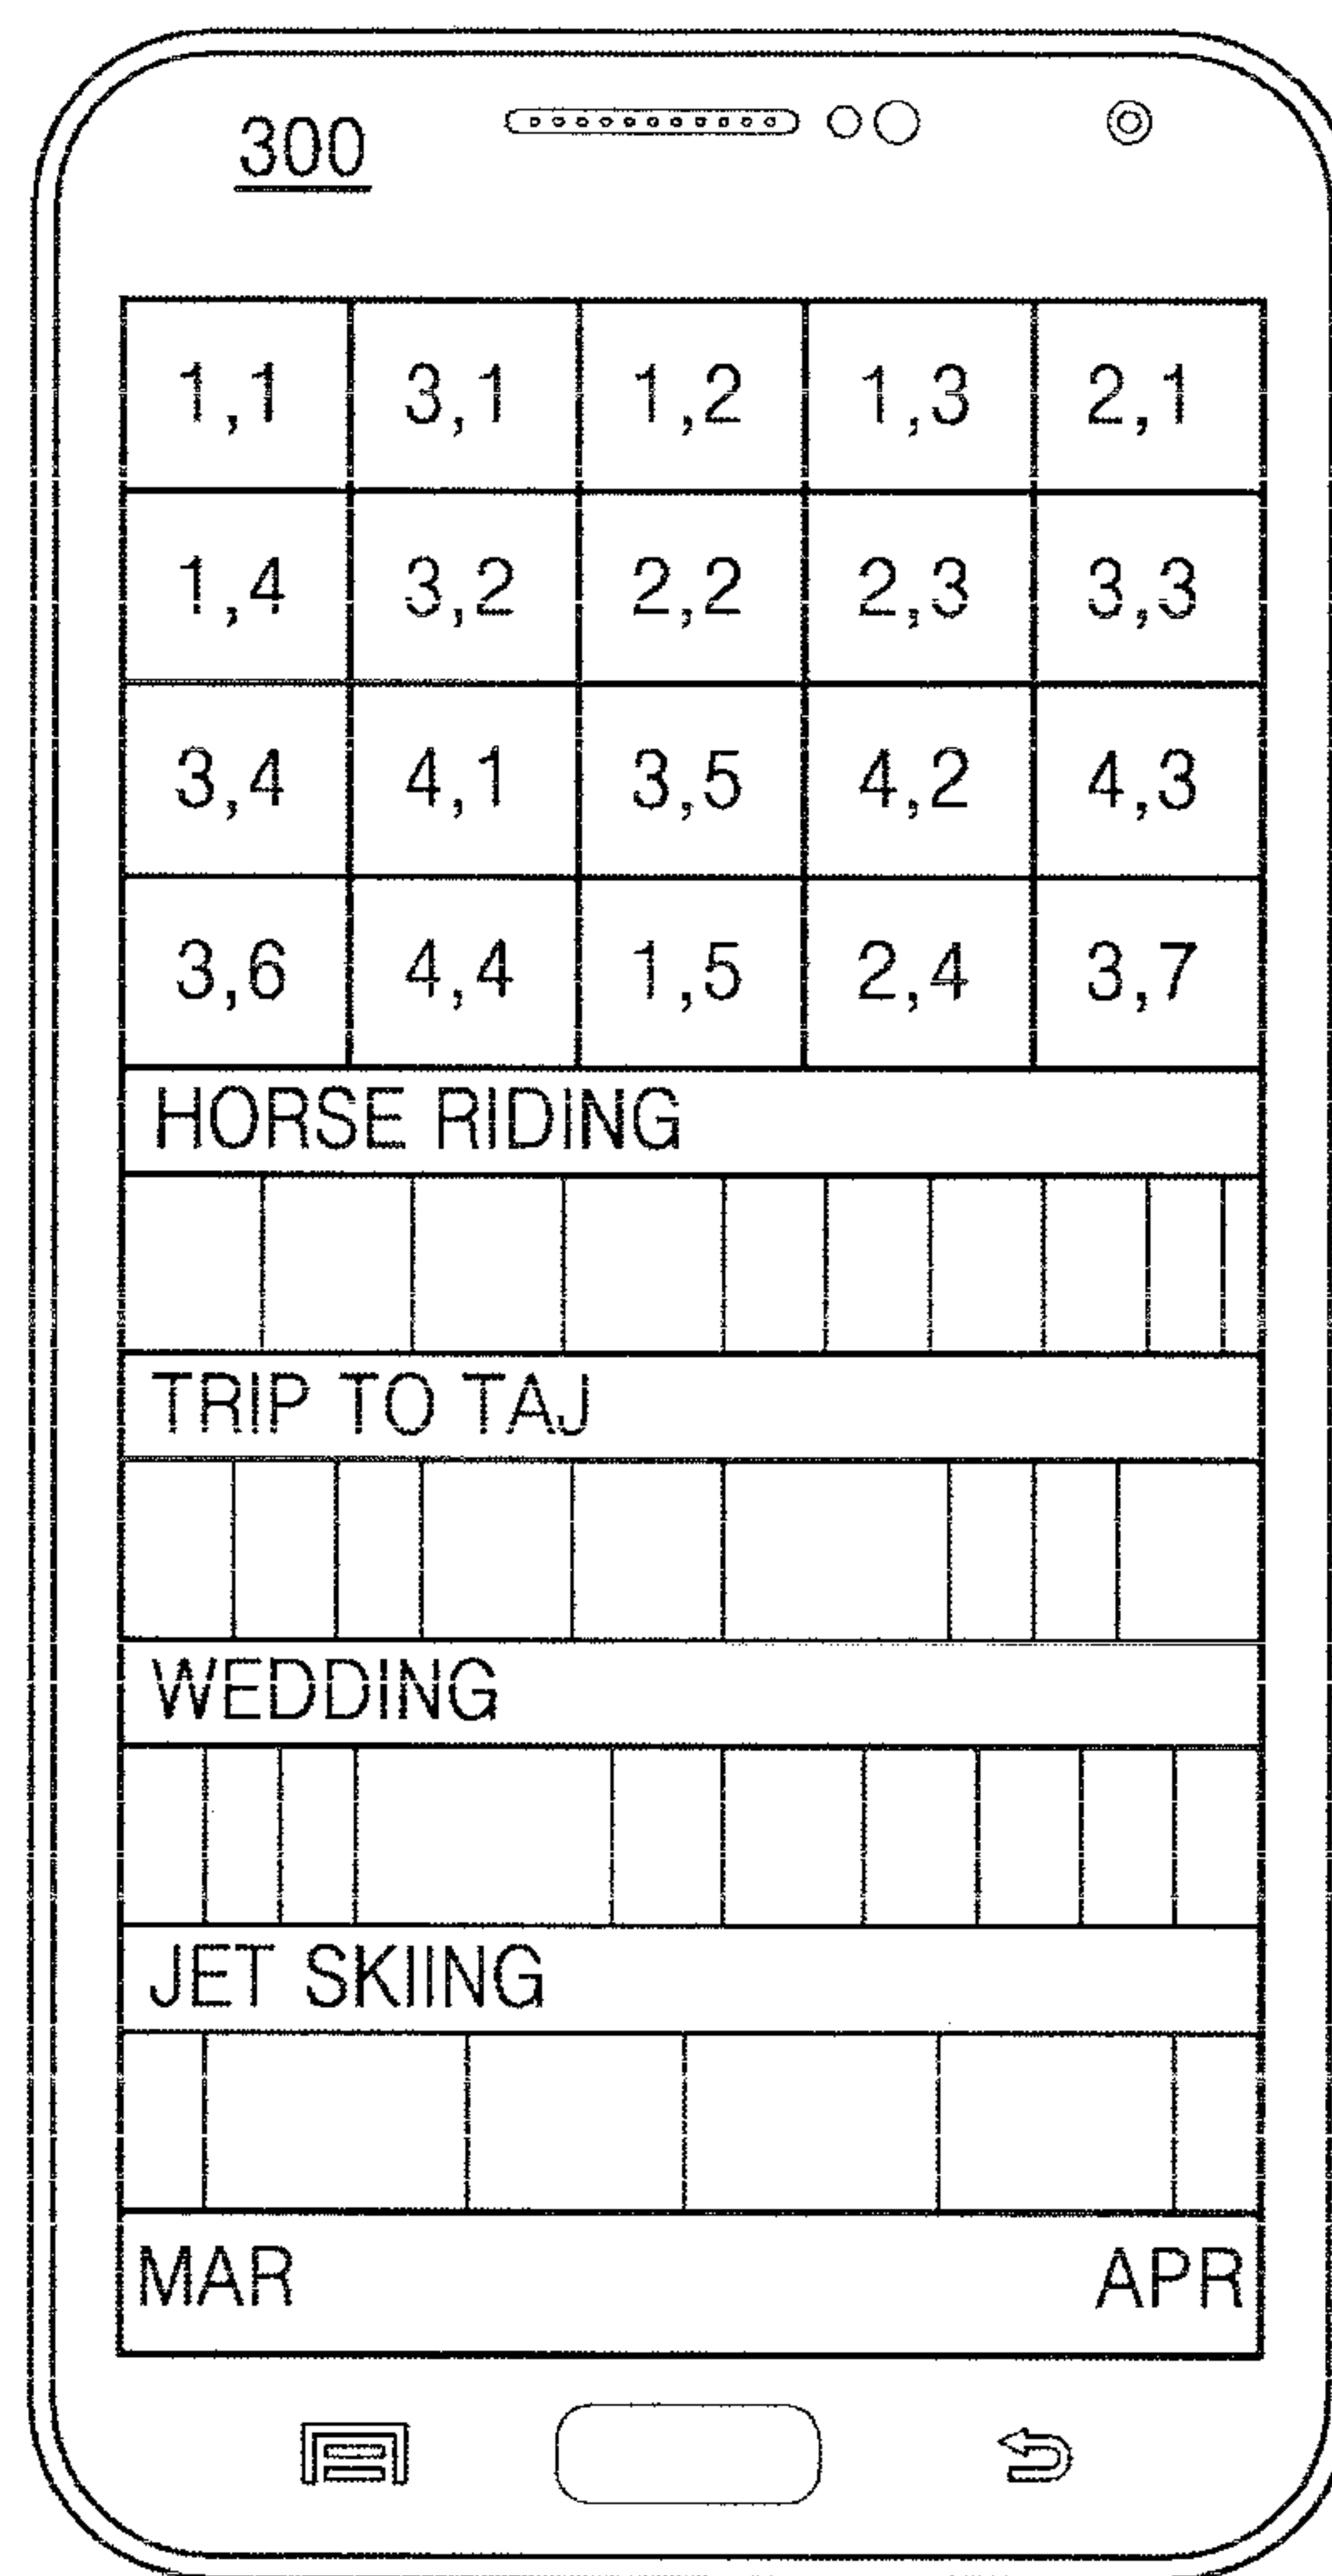 300
1,1 3,1 1,2 1,3 2,1
1,4 3,2 2,2 2,3 3,3
3,4 4,1 3,5 4,2 4,3
3,6 4,4 1,5 2,4 3,7
HORSE RIDING
TRIP TO TAJ
WEDDING
JET SKIING
MAR APR